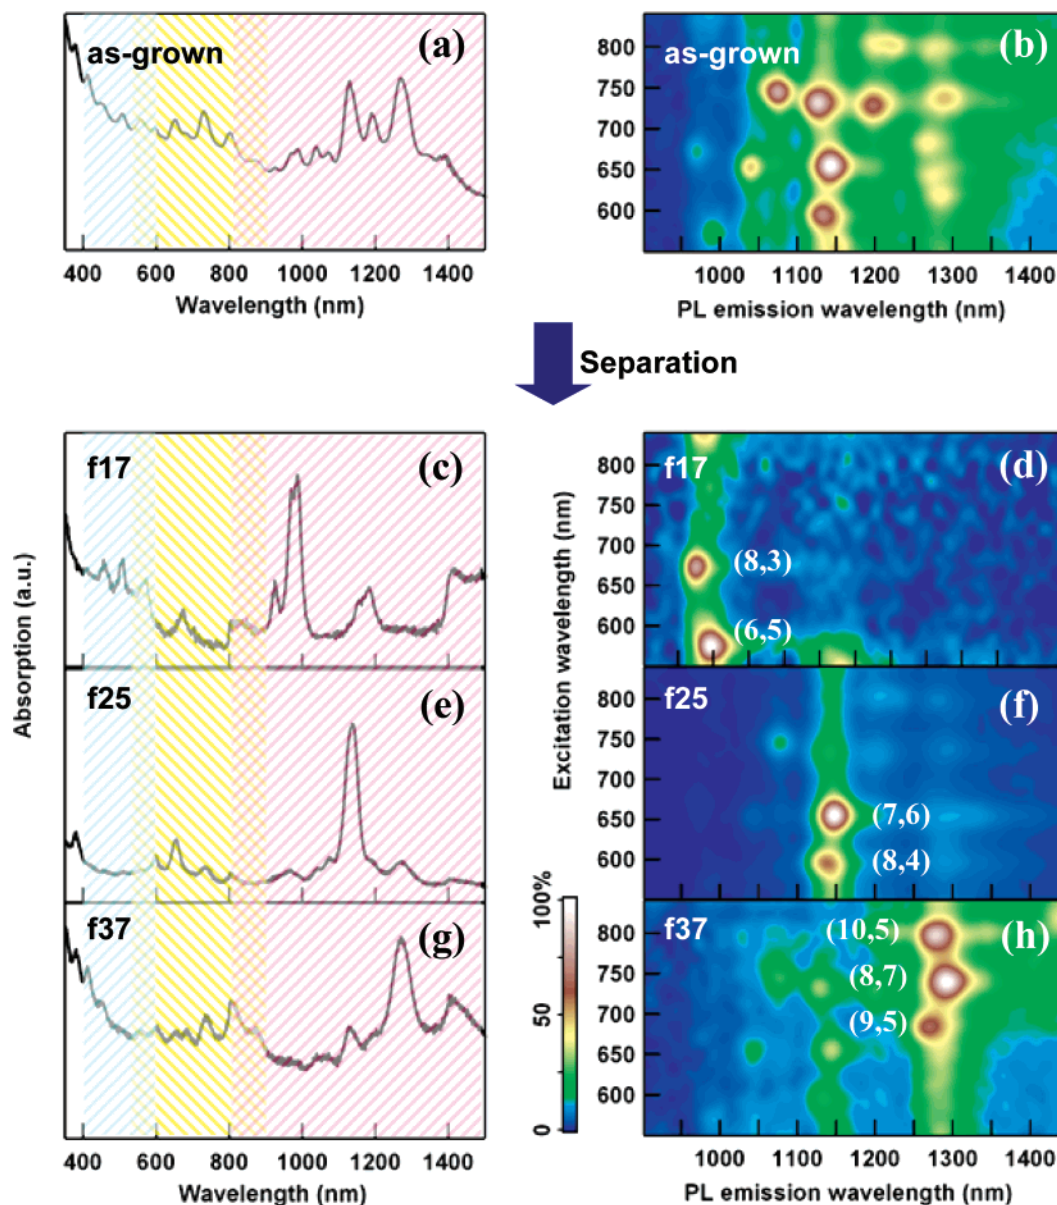 as-grown
(a)
400 600 800 1000 1200 1400
Wavelength (nm)
as-grown
(b)
800
750
700
650
600
1000 1100 1200 1300 1400
PL emission wavelength (nm)
Separation
Absorption (a.u.)
f17
(c)
f25
(e)
f37
(g)
400 600 800 1000 1200 1400
Wavelength (nm)
0 50 100%
Excitation wavelength (nm)
f17
(d)
800
750
700
650
600
(8,3)
(6,5)
f25
(f)
800
750
700
650
600
(7,6)
(8,4)
f37
(h)
800
750
700
650
600
(10,5)
(8,7)
(9,5)
1000 1100 1200 1300 1400
PL emission wavelength (nm)